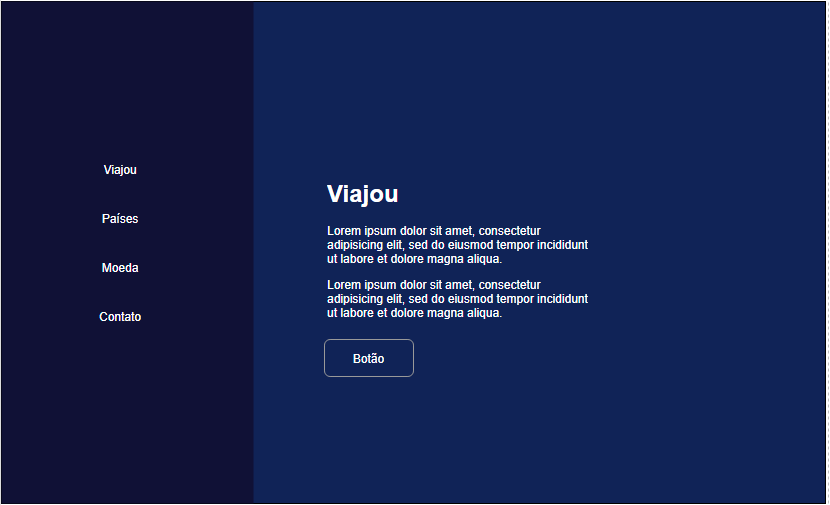 Viajou
Países
Moeda
Contato
Viajou
Lorem ipsum dolor sit amet, consectetur
adipisicing elit, sed do eiusmod tempor incididunt
ut labore et dolore magna aliqua.
Lorem ipsum dolor sit amet, consectetur
adipisicing elit, sed do eiusmod tempor incididunt
ut labore et dolore magna aliqua.
Botão